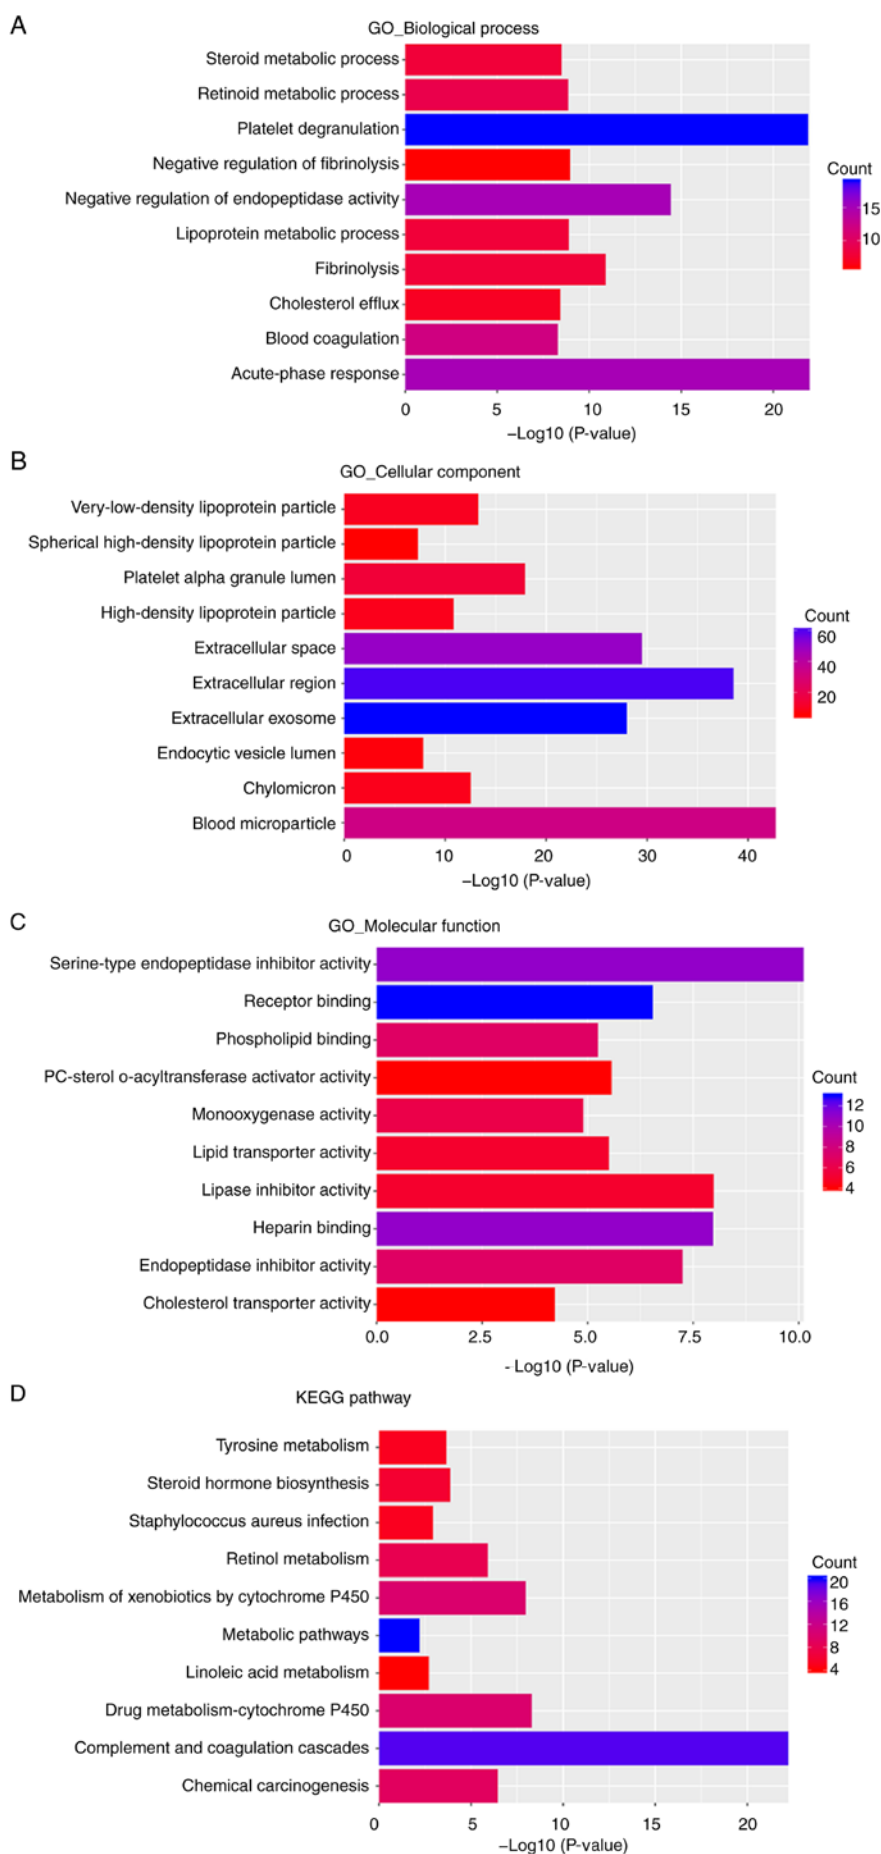 A
GO_Biological process
Steroid metabolic process
Retinoid metabolic process
Platelet degranulation
Negative regulation of fibrinolysis
Negative regulation of endopeptidase activity
Lipoprotein metabolic process
Fibrinolysis
Cholesterol efflux
Blood coagulation
Acute-phase response
Count
15
10
0 5 10 15 20
−Log10 (P-value)
B
GO_Cellular component
Very-low-density lipoprotein particle
Spherical high-density lipoprotein particle
Platelet alpha granule lumen
High-density lipoprotein particle
Extracellular space
Extracellular region
Extracellular exosome
Endocytic vesicle lumen
Chylomicron
Blood microparticle
Count
60
40
20
0 10 20 30 40
−Log10 (P-value)
C
GO_Molecular function
Serine-type endopeptidase inhibitor activity
Receptor binding
Phospholipid binding
PC-sterol o-acyltransferase activator activity
Monooxygenase activity
Lipid transporter activity
Lipase inhibitor activity
Heparin binding
Endopeptidase inhibitor activity
Cholesterol transporter activity
Count
12
10
8
6
4
0.0 2.5 5.0 7.5 10.0
- Log10 (P-value)
D
KEGG pathway
Tyrosine metabolism
Steroid hormone biosynthesis
Staphylococcus aureus infection
Retinol metabolism
Metabolism of xenobiotics by cytochrome P450
Metabolic pathways
Linoleic acid metabolism
Drug metabolism-cytochrome P450
Complement and coagulation cascades
Chemical carcinogenesis
Count
20
16
12
8
4
0 5 10 15 20
−Log10 (P-value)